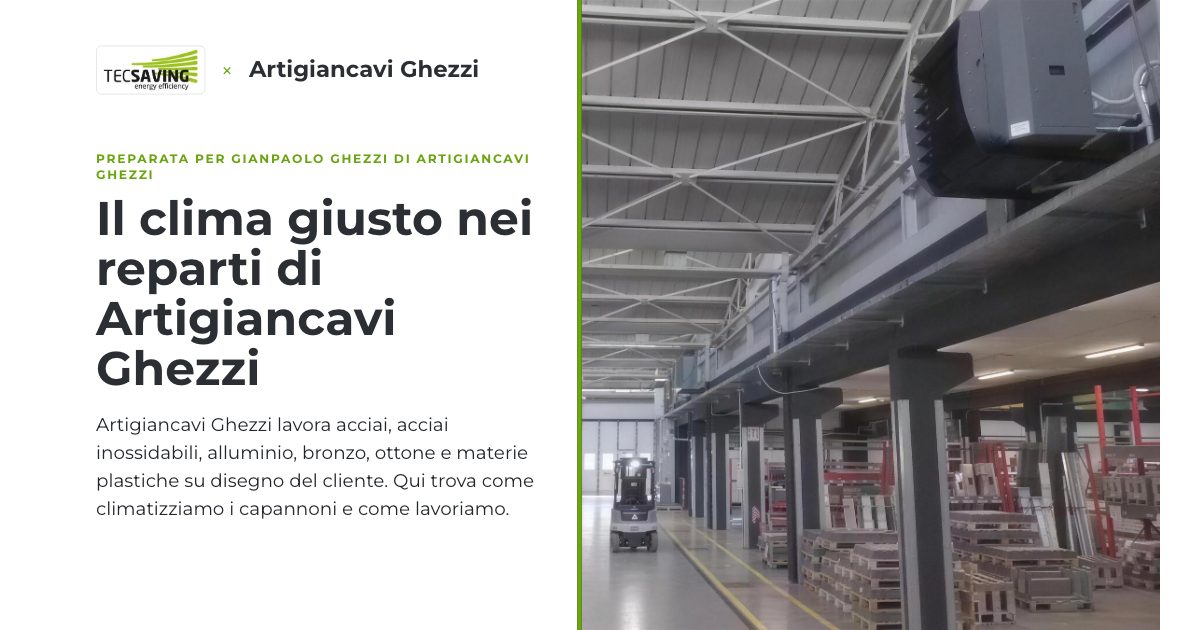 TECSAVING
energy efficiency
× Artigiancavi Ghezzi
PREPARATA PER GIANPAOLO GHEZZI DI ARTIGIANCAVI
GHEZZI
Il clima giusto nei
reparti di
Artigiancavi
Ghezzi
Artigiancavi Ghezzi lavora acciai, acciai
inossidabili, alluminio, bronzo, ottone e materie
plastiche su disegno del cliente. Qui trova come
climatizziamo i capannoni e come lavoriamo.